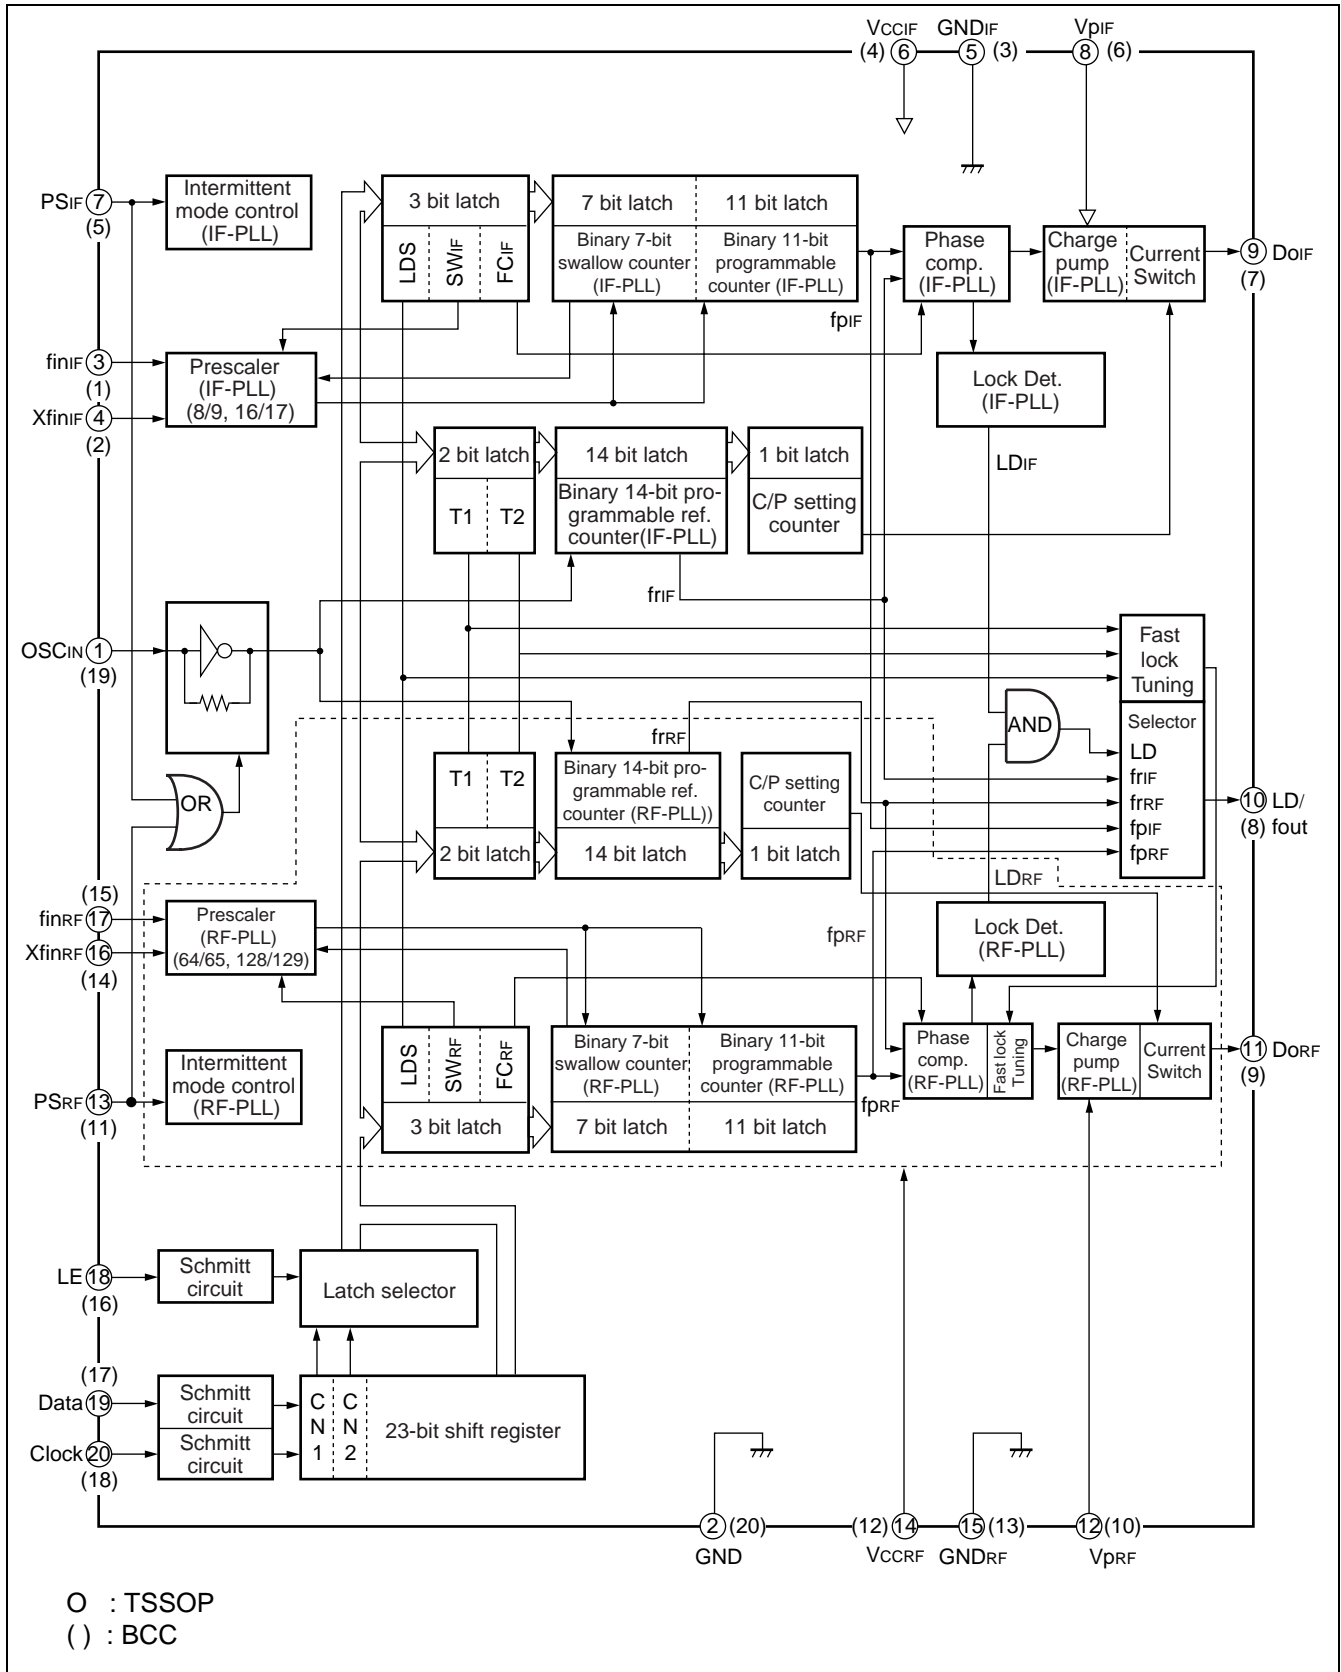 VCCIF GNDIF VpIF
(4) 6 5 (3) 8 (6)
PSIF 7
(5)
Intermittent
mode control
(IF-PLL)
3 bit latch
LDS
SWIF
FCIF
7 bit latch
11 bit latch
Binary 7-bit
swallow counter
(IF-PLL)
Binary 11-bit
programmable
counter (IF-PLL)
fpIF
Phase
comp.
(IF-PLL)
Charge
pump
(IF-PLL)
Current
Switch
9 DoIF
(7)
finIF 3
(1)
XfinIF 4
(2)
Prescaler
(IF-PLL)
(8/9, 16/17)
Lock Det.
(IF-PLL)
LDIF
2 bit latch
T1
T2
14 bit latch
Binary 14-bit pro-
grammable ref.
counter(IF-PLL)
1 bit latch
C/P setting
counter
frIF
OSCIN 1
(19)
Fast
lock
Tuning
AND
Selector
LD
frIF
frRF
fpIF
fpRF
10 LD/
(8) fout
OR
frRF
T1
T2
2 bit latch
Binary 14-bit pro-
grammable ref.
counter (RF-PLL))
14 bit latch
C/P setting
counter
1 bit latch
LDRF
(15)
finRF 17
XfinRF 16
(14)
Prescaler
(RF-PLL)
(64/65, 128/129)
fpRF
Lock Det.
(RF-PLL)
LDS
SWRF
FCRF
3 bit latch
Binary 7-bit
swallow counter
(RF-PLL)
Binary 11-bit
programmable
counter (RF-PLL)
7 bit latch
11 bit latch
fpRF
Phase
comp.
(RF-PLL)
Fast lock
Tuning
Charge
pump
(RF-PLL)
Current
Switch
11 DoRF
(9)
PSRF 13
(11)
Intermittent
mode control
(RF-PLL)
LE 18
(16)
Schmitt
circuit
Latch selector
(17)
Data 19
Clock 20
(18)
Schmitt
circuit
Schmitt
circuit
C
N
1
C
N
2
23-bit shift register
2 (20) (12) 14 15 (13) 12 (10)
GND VCCRF GNDRF VpRF
O : TSSOP
( ) : BCC